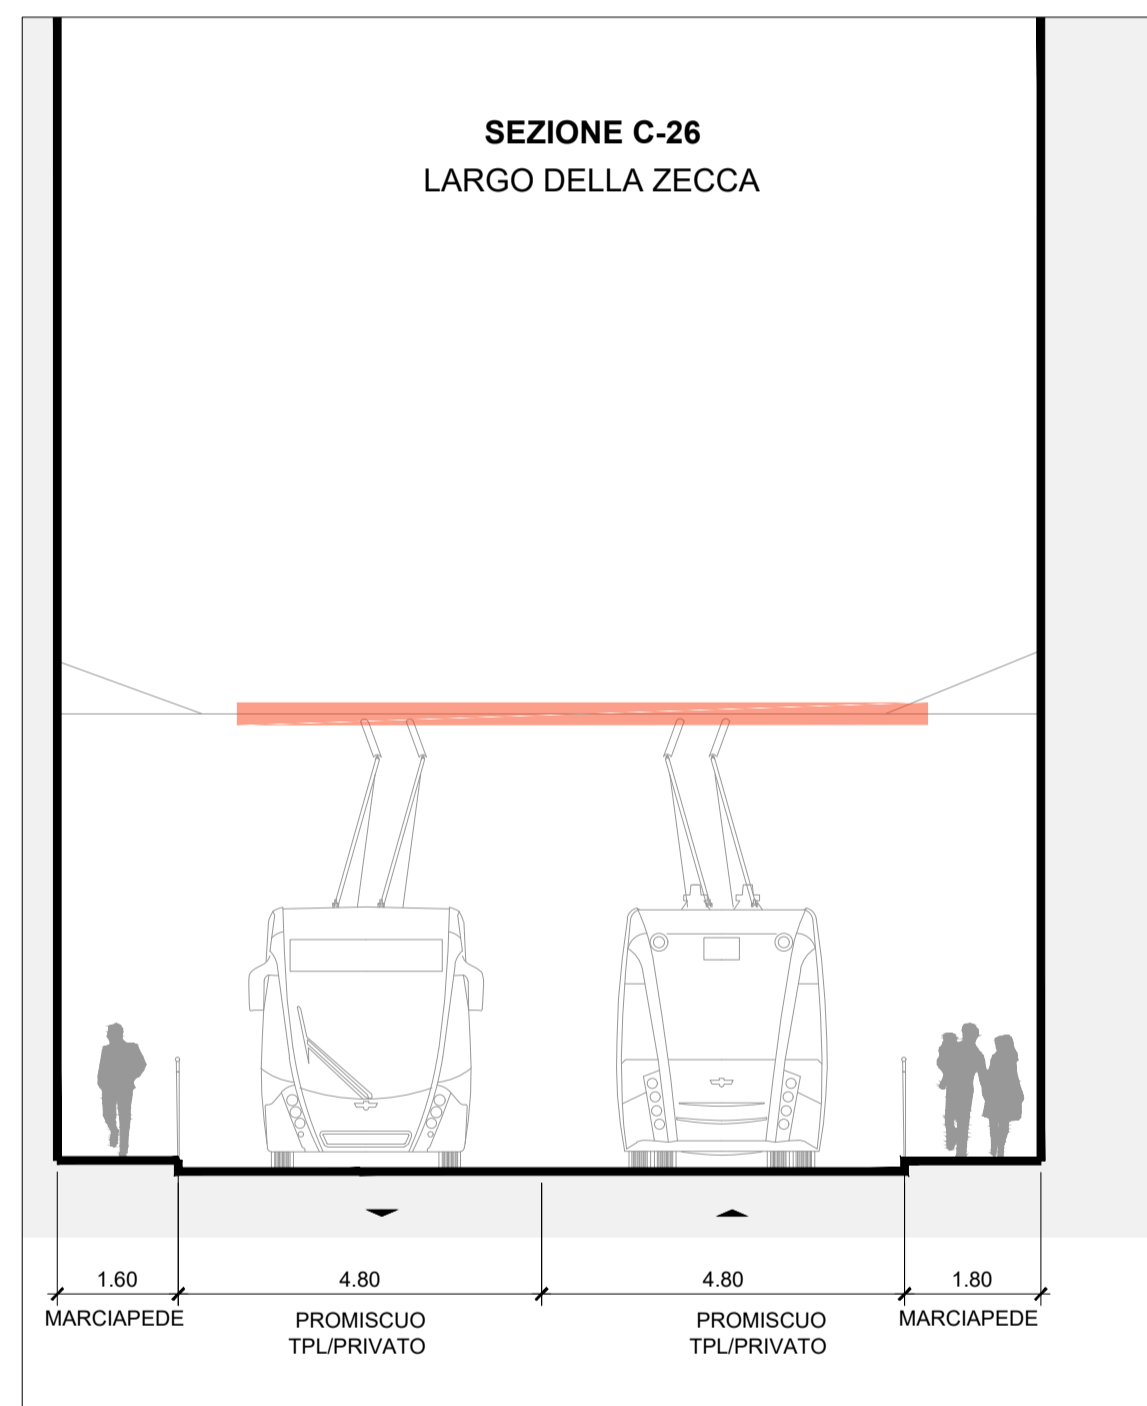 SEZIONE C-26
LARGO DELLA ZECCA
1.60 4.80 4.80 1.80
MARCIAPEDE PROMISCUO PROMISCUO MARCIAPEDE
TPL/PRIVATO TPL/PRIVATO